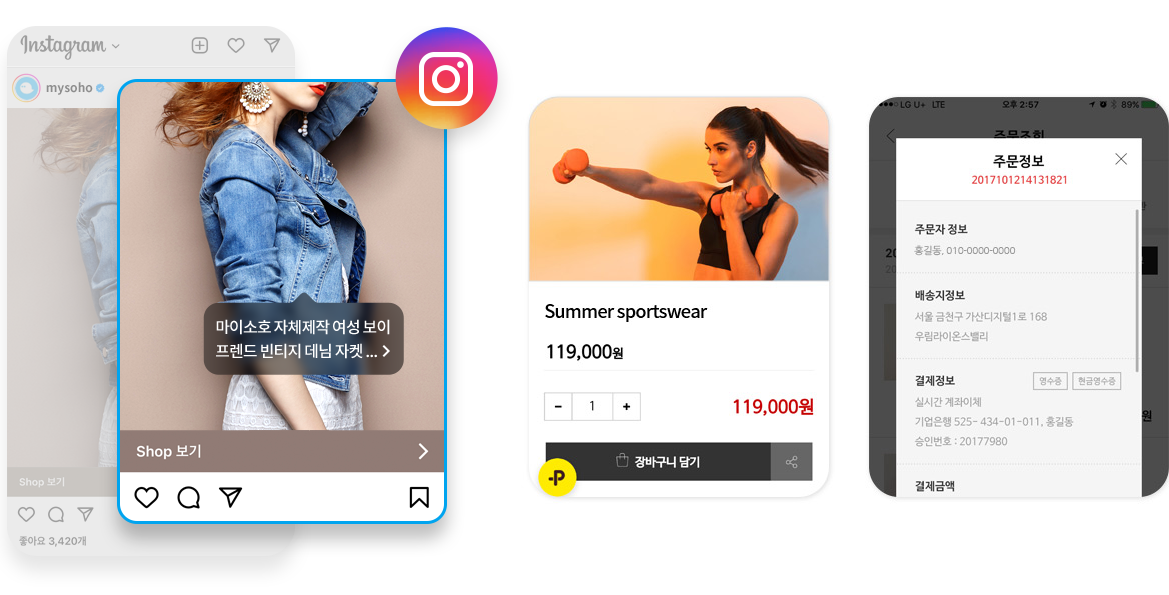 Instagram
mysoho
마이소호 자체제작 여성 보이
프렌드 빈티지 데님 자켓 ...
Shop 보기
Shop 보기
좋아요 3,420개
Summer sportswear
119,000원
- 1 +
119,000원
장바구니 담기
P
LG U+ LTE 오후 2:57 89%
주문조회
주문정보
2017101214131821
주문자 정보
홍길동, 010-0000-0000
배송지정보
서울 금천구 가산디지털1로 168
우림라이온스밸리
결제정보 영수증 현금영수증
실시간 계좌이체
기업은행 525- 434-01-011, 홍길동
승인번호 : 20177980
원
결제금액